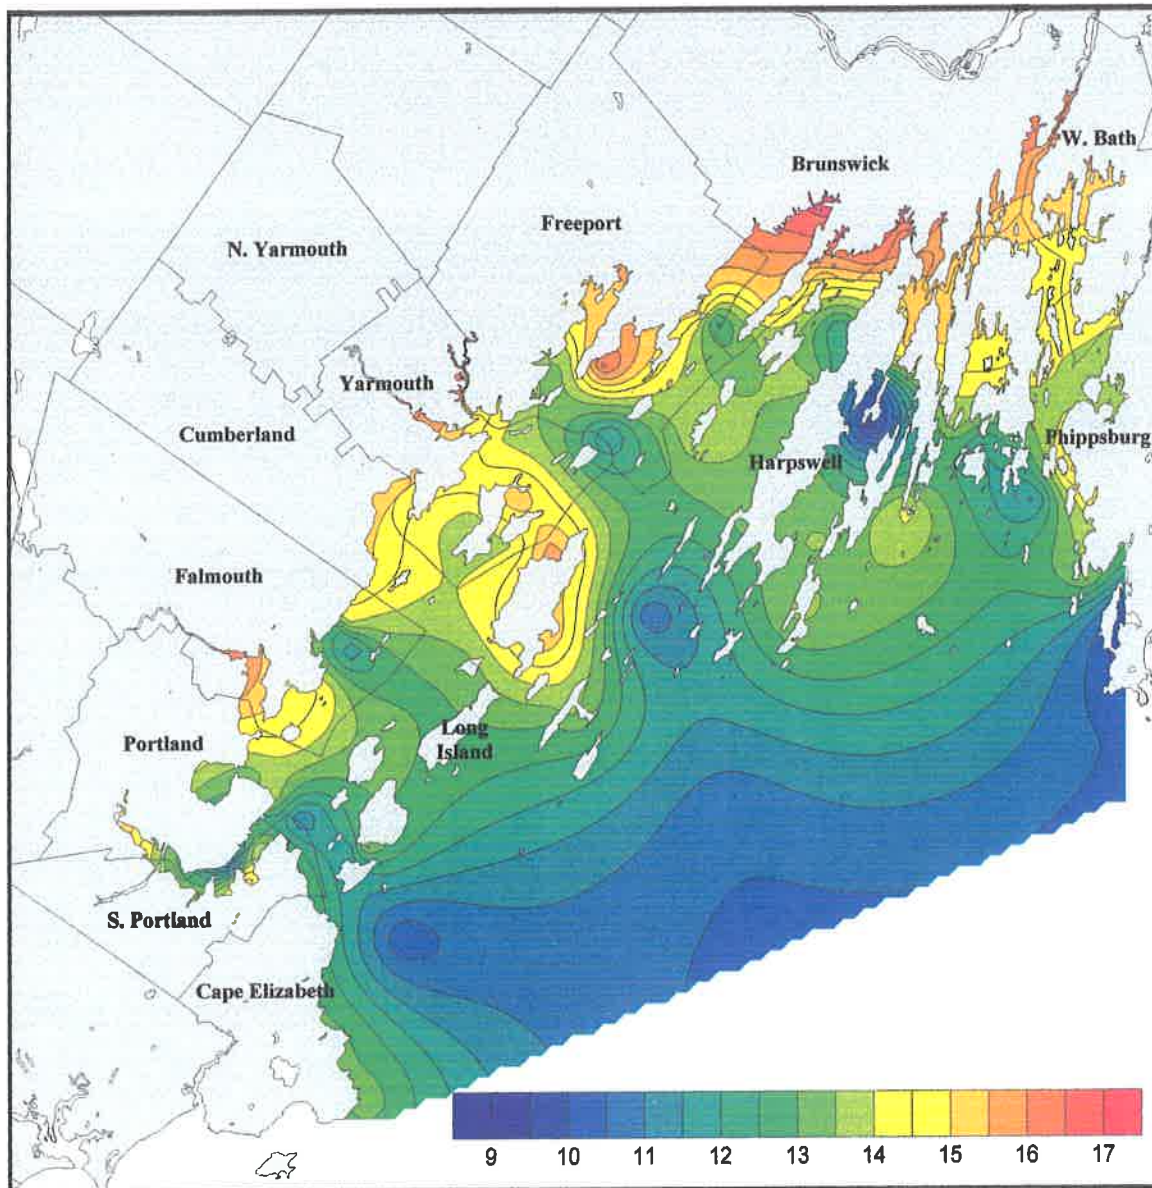 W. Bath
Brunswick
Freeport
N. Yarmouth
Yarmouth
Cumberland
Phippsburg
Harpswell
Falmouth
Long
Island
Portland
S. Portland
Cape Elizabeth
9 10 11 12 13 14 15 16 17